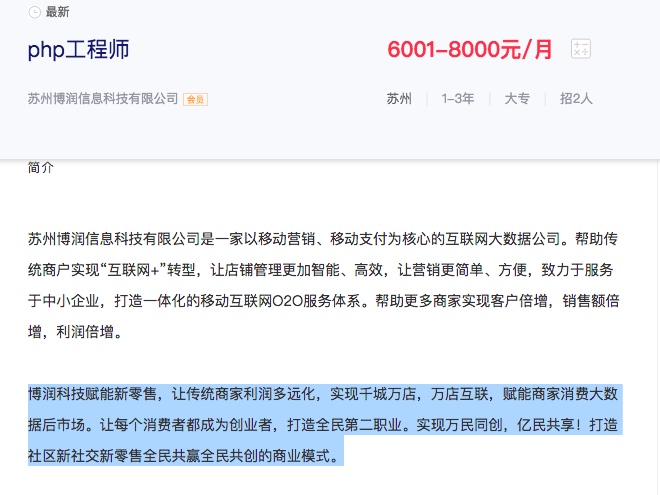 最新
php工程师
6001-8000元/月
苏州博润信息科技有限公司 会员
苏州 1-3年 大专 招2人
简介
苏州博润信息科技有限公司是一家以移动营销、移动支付为核心的互联网大数据公司。帮助传
统商户实现“互联网+”转型，让店铺管理更加智能、高效，让营销更简单、方便，致力于服务
于中小企业，打造一体化的移动互联网O2O服务体系。帮助更多商家实现客户倍增，销售额倍
增，利润倍增。
博润科技赋能新零售，让传统商家利润多远化，实现千城万店，万店互联，赋能商家消费大数
据后市场。让每个消费者都成为创业者，打造全民第二职业。实现万民同创，亿民共享！打造
社区新社交新零售全民共赢全民共创的商业模式。